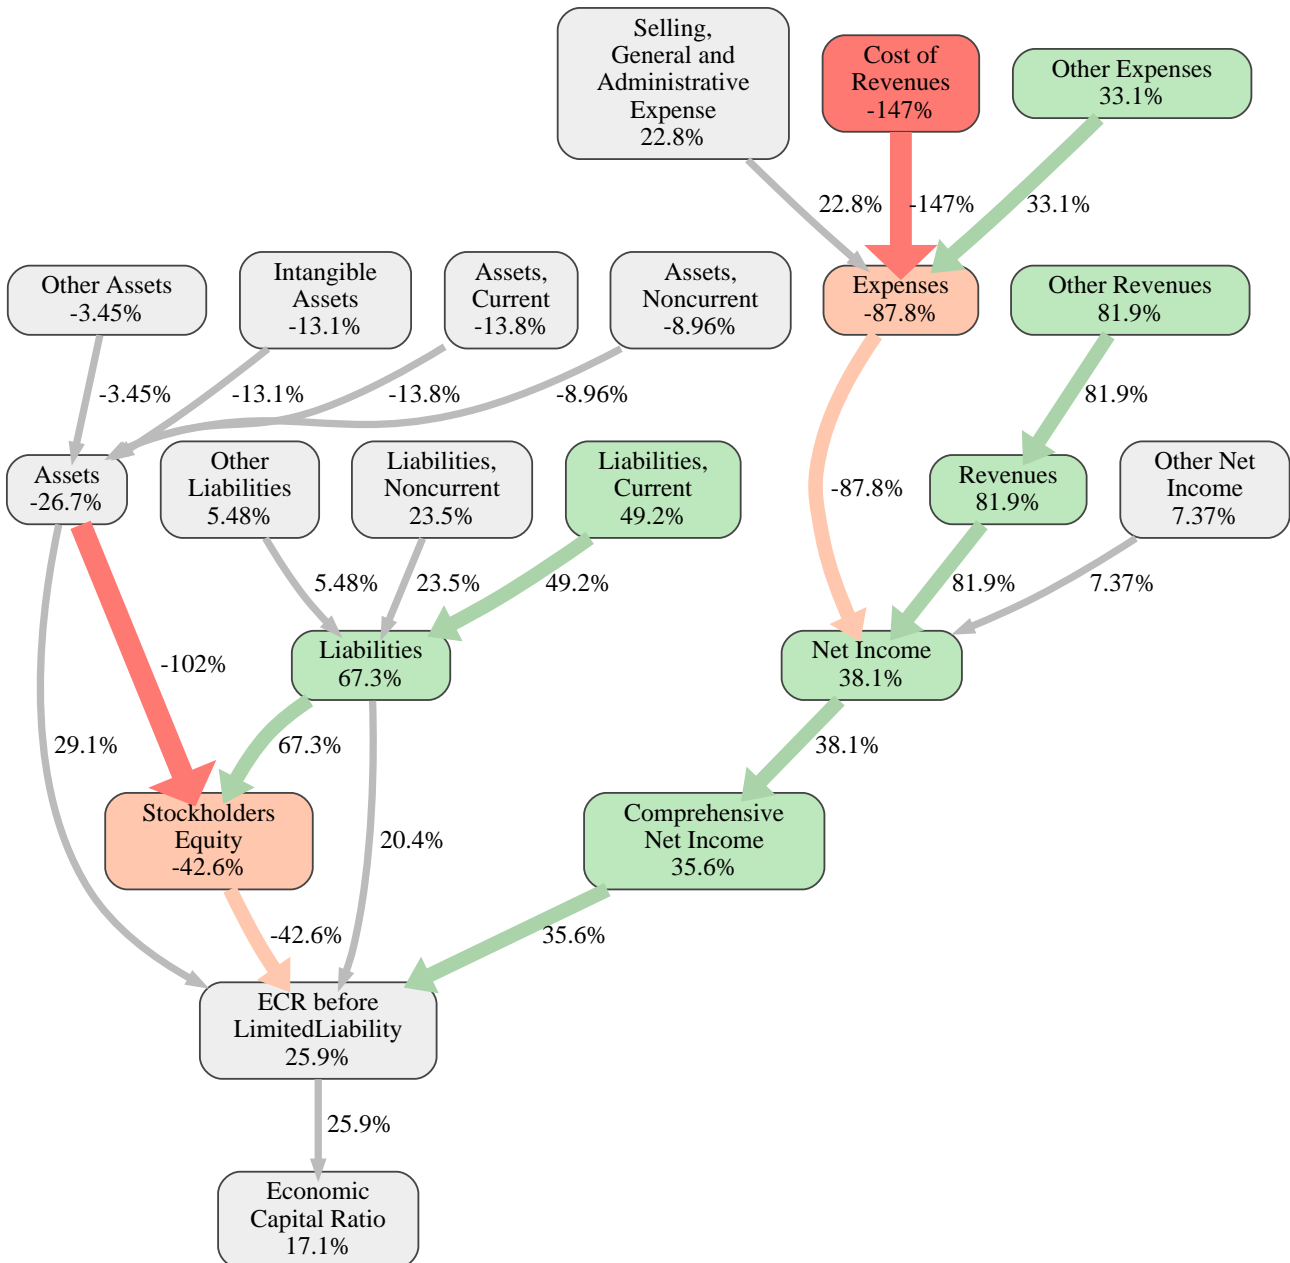 Selling,
General and
Administrative
Expense
22.8%
Cost of
Revenues
-147%
Other Expenses
33.1%
22.8%
-147%
33.1%
Other Assets
-3.45%
Intangible
Assets
-13.1%
Assets,
Current
-13.8%
Assets,
Noncurrent
-8.96%
Expenses
-87.8%
Other Revenues
81.9%
-3.45%
-13.1%
-13.8%
-8.96%
81.9%
Assets
-26.7%
Other
Liabilities
5.48%
Liabilities,
Noncurrent
23.5%
Liabilities,
Current
49.2%
-87.8%
Revenues
81.9%
Other Net
Income
7.37%
5.48%
23.5%
49.2%
81.9%
7.37%
-102%
Liabilities
67.3%
Net Income
38.1%
29.1%
67.3%
38.1%
Stockholders
Equity
-42.6%
20.4%
Comprehensive
Net Income
35.6%
-42.6%
35.6%
ECR before
LimitedLiability
25.9%
25.9%
Economic
Capital Ratio
17.1%